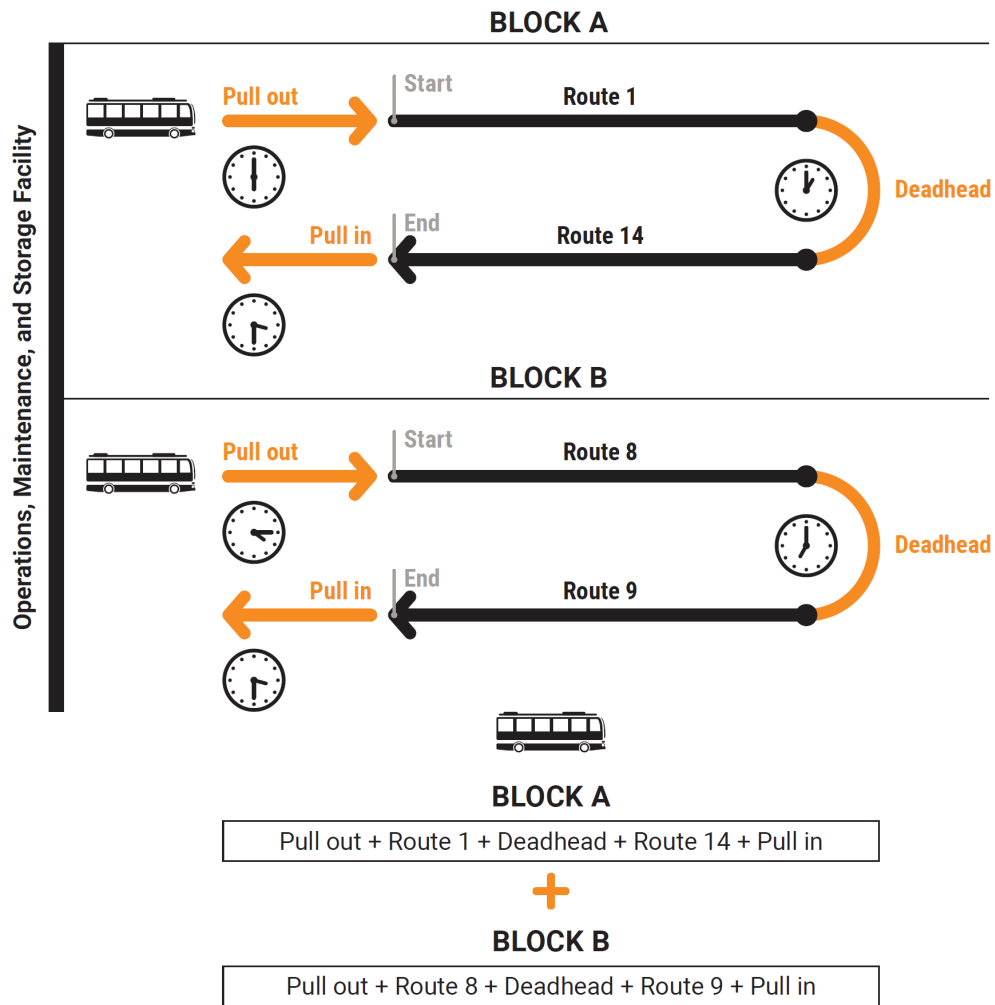 BLOCK A
Operations, Maintenance, and Storage Facility
Pull out
Start
Route 1
Deadhead
Pull in
End
Route 14
BLOCK B
Pull out
Start
Route 8
Deadhead
Pull in
End
Route 9
BLOCK A
Pull out + Route 1 + Deadhead + Route 14 + Pull in
+
BLOCK B
Pull out + Route 8 + Deadhead + Route 9 + Pull in